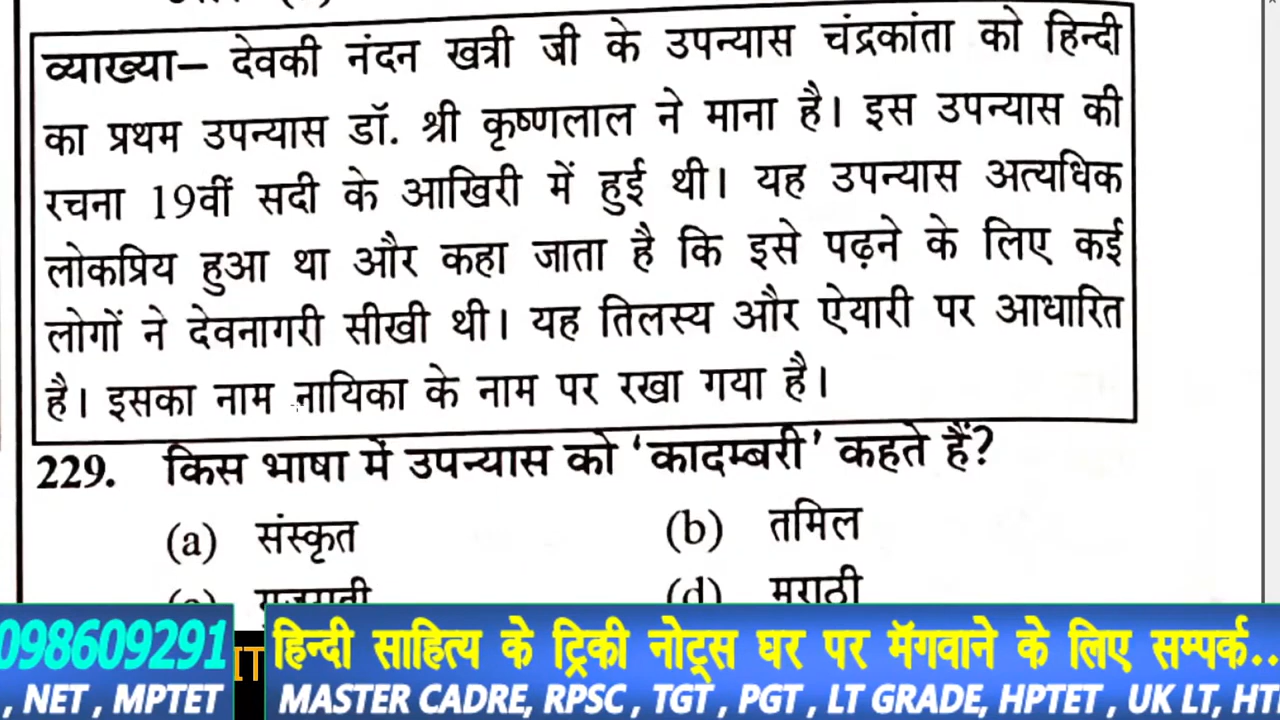 व्याख्या– देवकी नंदन खत्री जी के उपन्यास चंद्रकांता को हिन्दी
का प्रथम उपन्यास डॉ. श्री कृष्णलाल ने माना है। इस उपन्यास की
रचना 19वीं सदी के आखिरी में हुई थी। यह उपन्यास अत्यधिक
लोकप्रिय हुआ था और कहा जाता है कि इसे पढ़ने के लिए कई
लोगों ने देवनागरी सीखी थी। यह तिलस्य और ऐयारी पर आधारित
है। इसका नाम नायिका के नाम पर रखा गया है।
229. किस भाषा में उपन्यास को ‘कादम्बरी’ कहते हैं?
(a) संस्कृत (b) तमिल
(d) मराठी
098609291 हिन्दी साहित्य के ट्रिकी नोट्स घर पर मॅगवाने के लिए सम्पर्क..
, NET , MPTET MASTER CADRE, RPSC , TGT , PGT , LT GRADE, HPTET , UK LT,